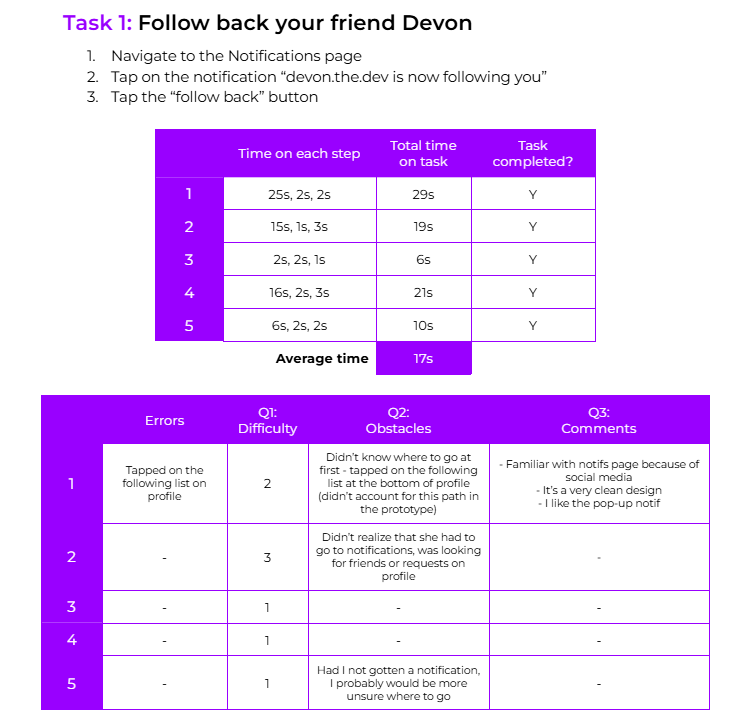 Task 1: Follow back your friend Devon
1. Navigate to the Notifications page
2. Tap on the notification “devon.the.dev is now following you”
3. Tap the “follow back” button
Time on each step
Total time
on task
Task
completed?
1
25s, 2s, 2s
29s
Y
2
15s, 1s, 3s
19s
Y
3
2s, 2s, 1s
6s
Y
4
16s, 2s, 3s
21s
Y
5
6s, 2s, 2s
10s
Y
Average time
17s
Errors
Q1:
Difficulty
Q2:
Obstacles
Q3:
Comments
1
Tapped on the
following list on
profile
2
Didn’t know where to go at
first - tapped on the following
list at the bottom of profile
(didn’t account for this path in
the prototype)
- Familiar with notifs page because of
social media
- It’s a very clean design
- I like the pop-up notif
2
-
3
Didn’t realize that she had to
go to notifications, was looking
for friends or requests on
profile
-
3
-
1
-
-
4
-
1
-
-
5
-
1
Had I not gotten a notification,
I probably would be more
unsure where to go
-